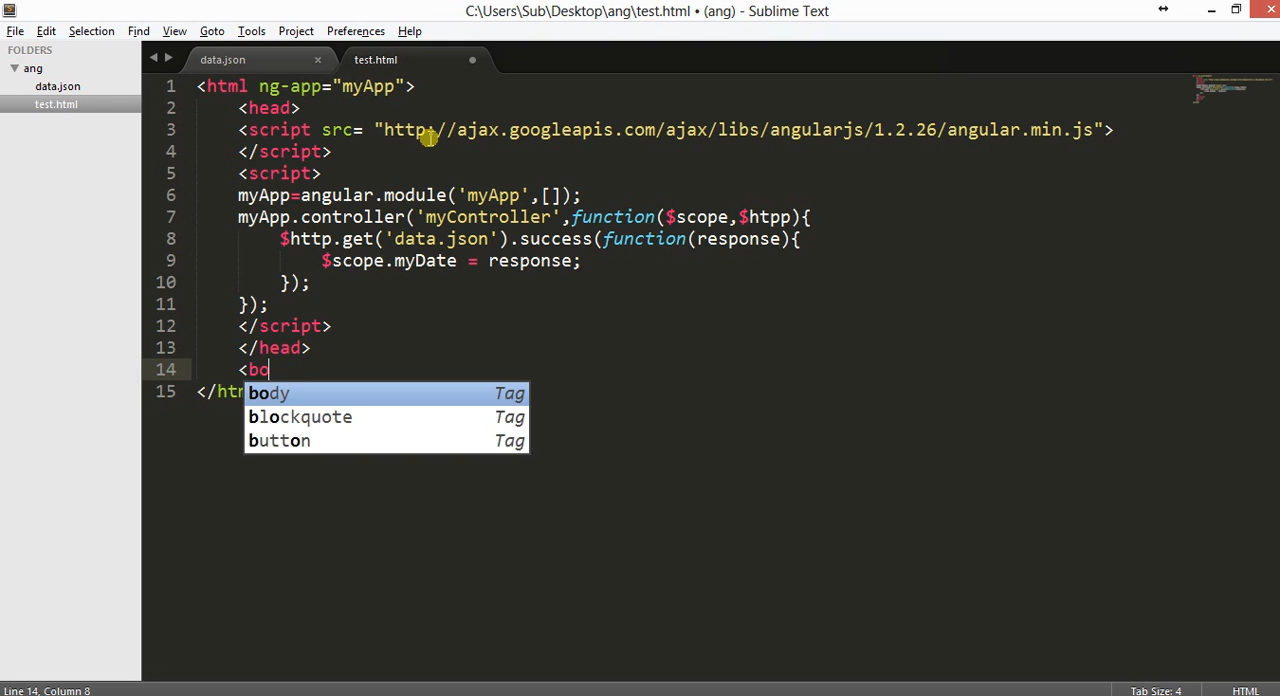 C:\Users\Sub\Desktop\ang\test.html • (ang) - Sublime Text
File Edit Selection Find View Goto Tools Project Preferences Help
FOLDERS
ang
data.json
test.html
data.json × test.html
1 <html ng-app="myApp">
2 <head>
3 <script src= "http://ajax.googleapis.com/ajax/libs/angularjs/1.2.26/angular.min.js">
4 </script>
5 <script>
6 myApp=angular.module('myApp',[]);
7 myApp.controller('myController',function($scope,$htpp){
8 $http.get('data.json').success(function(response){
9 $scope.myDate = response;
10 });
11 });
12 </script>
13 </head>
14 <bo
15 </htm
body Tag
blockquote Tag
button Tag
Line 14, Column 8 Tab Size: 4 HTML